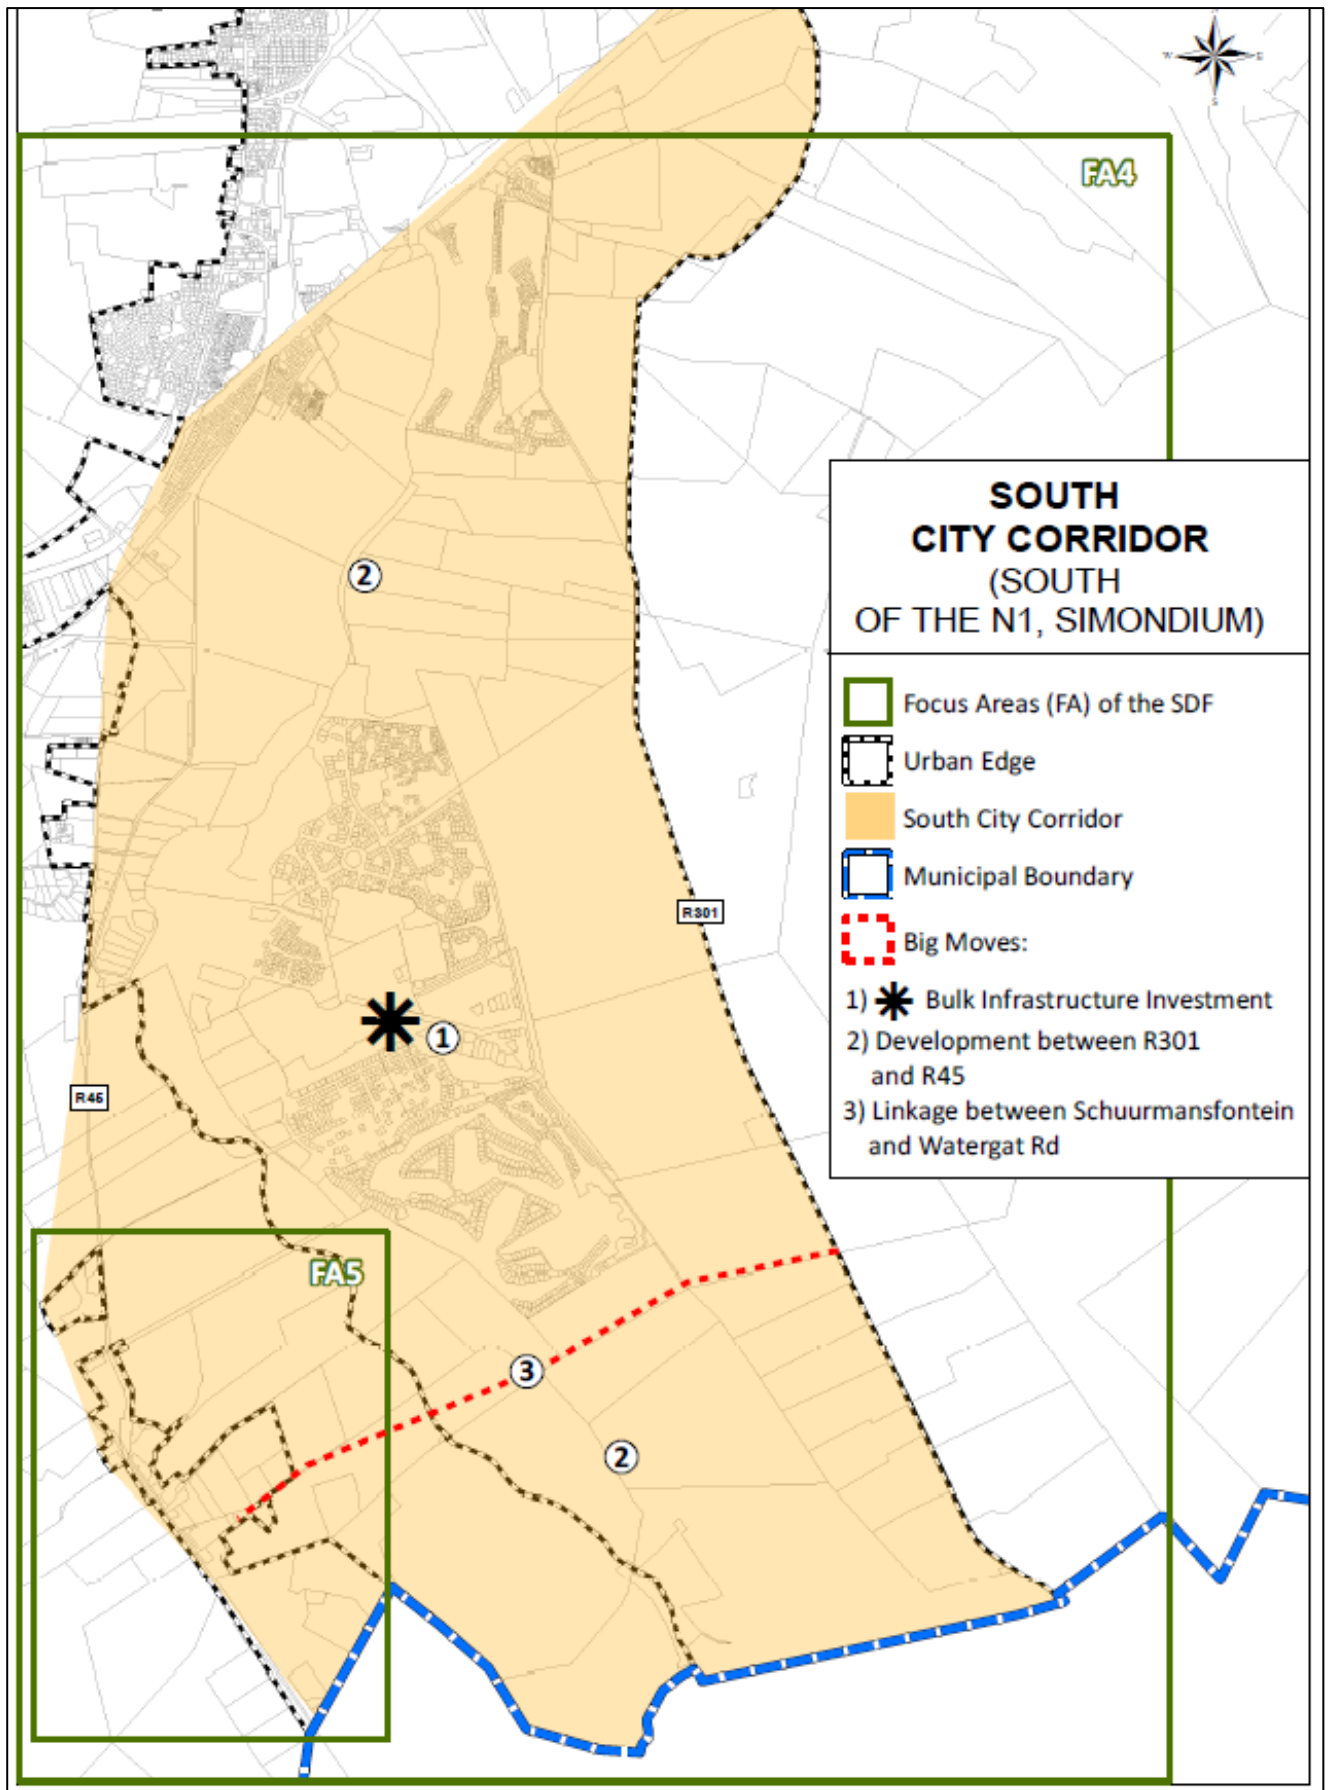 N
W E
S
FA4
SOUTH
CITY CORRIDOR
(SOUTH
OF THE N1, SIMONDIUM)
Focus Areas (FA) of the SDF
Urban Edge
South City Corridor
Municipal Boundary
Big Moves:
1) Bulk Infrastructure Investment
2) Development between R301
and R45
3) Linkage between Schuurmansfontein
and Watergat Rd
2
R301
1
R45
FA5
3
2